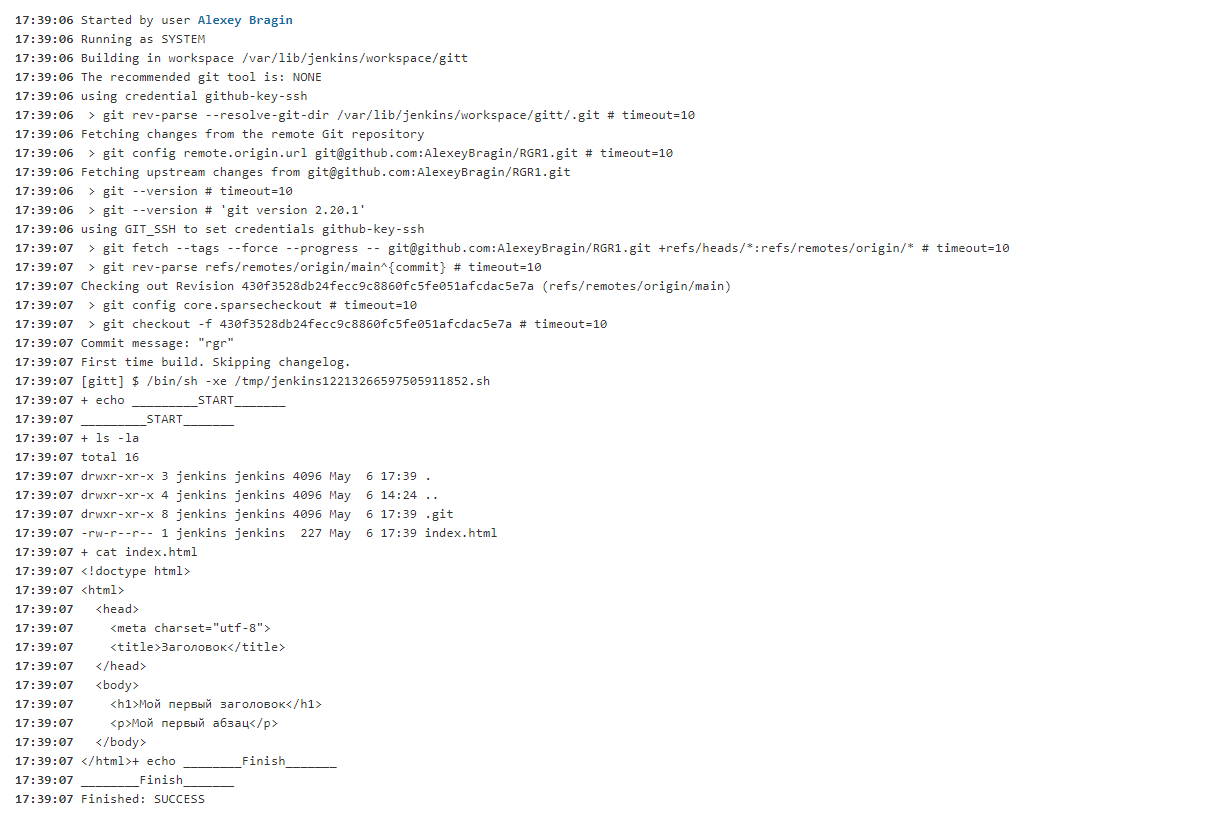 17:39:06 Started by user Alexey Bragin
17:39:06 Running as SYSTEM
17:39:06 Building in workspace /var/lib/jenkins/workspace/gitt
17:39:06 The recommended git tool is: NONE
17:39:06 using credential github-key-ssh
17:39:06  > git rev-parse --resolve-git-dir /var/lib/jenkins/workspace/gitt/.git # timeout=10
17:39:06 Fetching changes from the remote Git repository
17:39:06  > git config remote.origin.url git@github.com:AlexeyBragin/RGR1.git # timeout=10
17:39:06 Fetching upstream changes from git@github.com:AlexeyBragin/RGR1.git
17:39:06  > git --version # timeout=10
17:39:06  > git --version # 'git version 2.20.1'
17:39:06 using GIT_SSH to set credentials github-key-ssh
17:39:07  > git fetch --tags --force --progress -- git@github.com:AlexeyBragin/RGR1.git +refs/heads/*:refs/remotes/origin/* # timeout=10
17:39:07  > git rev-parse refs/remotes/origin/main^{commit} # timeout=10
17:39:07 Checking out Revision 430f3528db24fecc9c8860fc5fe051afcdac5e7a (refs/remotes/origin/main)
17:39:07  > git config core.sparsecheckout # timeout=10
17:39:07  > git checkout -f 430f3528db24fecc9c8860fc5fe051afcdac5e7a # timeout=10
17:39:07 Commit message: "rgr"
17:39:07 First time build. Skipping changelog.
17:39:07 [gitt] $ /bin/sh -xe /tmp/jenkins12213266597505911852.sh
17:39:07 + echo _________START_______
17:39:07 _________START_______
17:39:07 + ls -la
17:39:07 total 16
17:39:07 drwxr-xr-x 3 jenkins jenkins 4096 May  6 17:39 .
17:39:07 drwxr-xr-x 4 jenkins jenkins 4096 May  6 14:24 ..
17:39:07 drwxr-xr-x 8 jenkins jenkins 4096 May  6 17:39 .git
17:39:07 -rw-r--r-- 1 jenkins jenkins  227 May  6 17:39 index.html
17:39:07 + cat index.html
17:39:07 <!doctype html>
17:39:07 <html>
17:39:07   <head>
17:39:07     <meta charset="utf-8">
17:39:07     <title>Заголовок</title>
17:39:07   </head>
17:39:07   <body>
17:39:07     <h1>Мой первый заголовок</h1>
17:39:07     <p>Мой первый абзац</p>
17:39:07   </body>
17:39:07 </html>+ echo ________Finish_______
17:39:07 ________Finish_______
17:39:07 Finished: SUCCESS